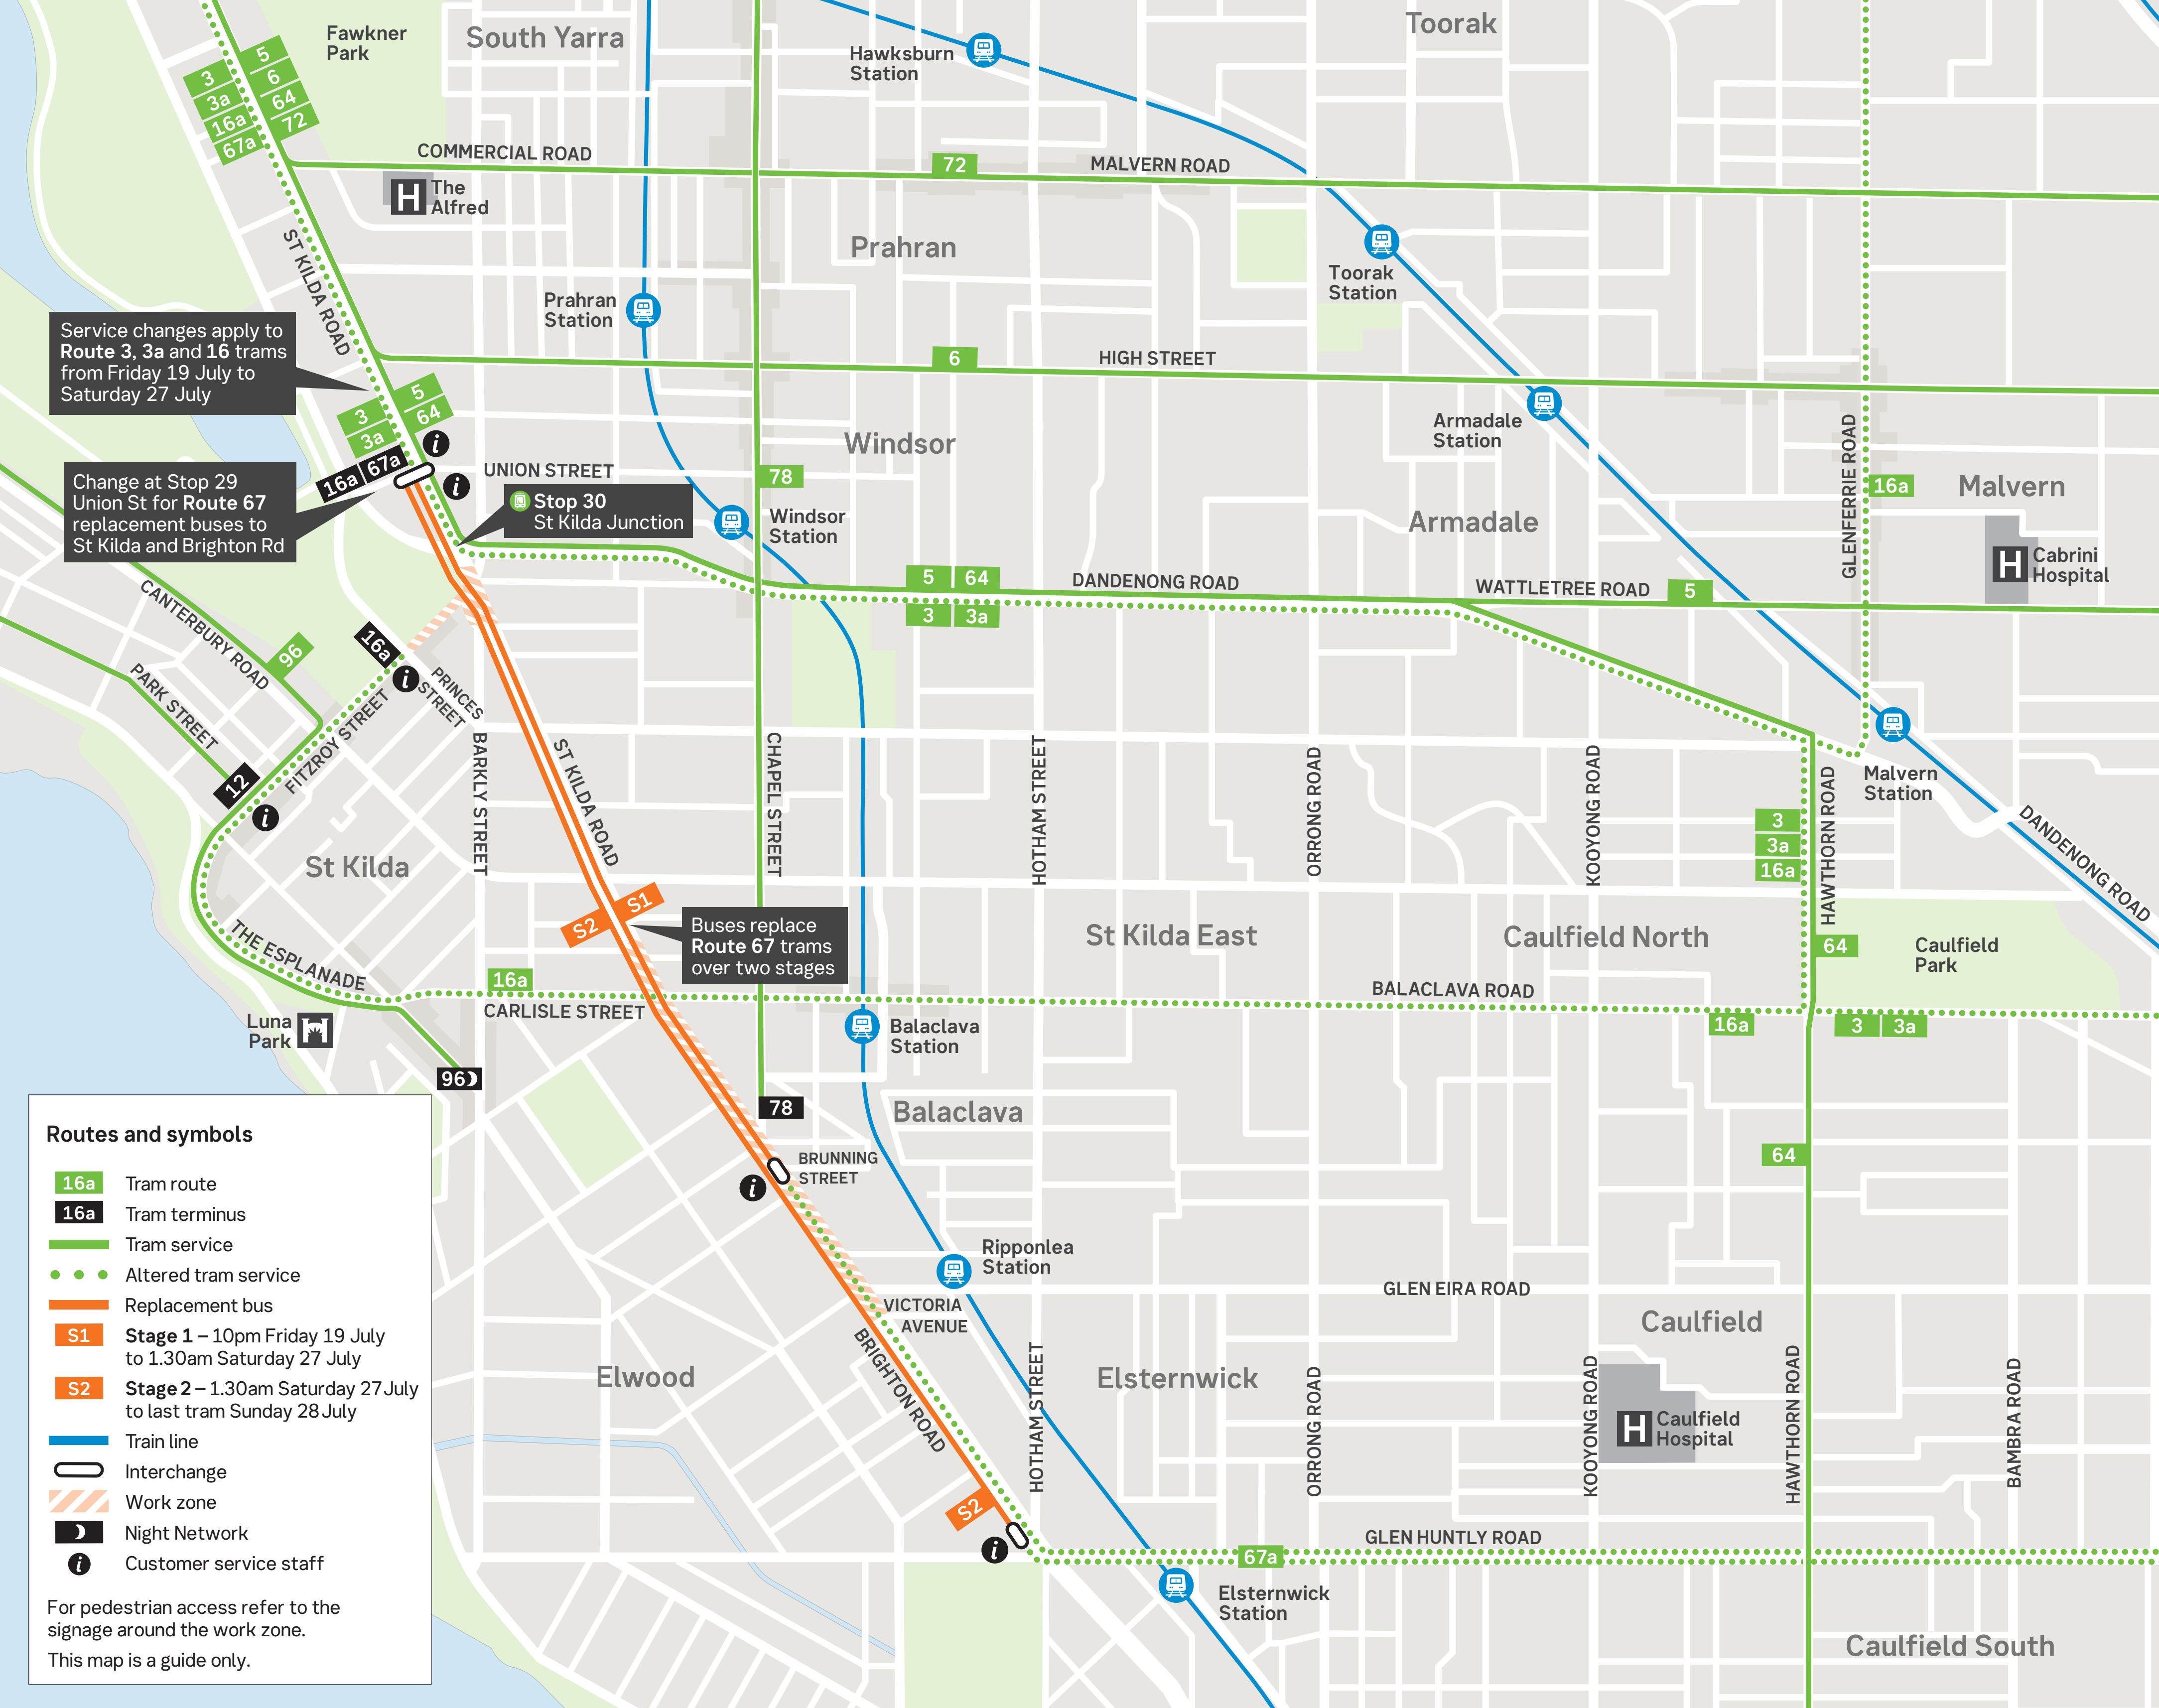 Fawkner
Park
South Yarra
Toorak
Hawksburn
Station
5
6
64
72
3
3a
16a
67a
COMMERCIAL ROAD
72
MALVERN ROAD
H
The
Alfred
ST KILDA ROAD
Prahran
Toorak
Station
Prahran
Station
Service changes apply to
Route 3, 3a and 16 trams
from Friday 19 July to
Saturday 27 July
6
HIGH STREET
5
64
3
3a
i
Armadale
Station
Windsor
GLENFERRIE ROAD
16a
67a
i
UNION STREET
78
16a
Malvern
Change at Stop 29
Union St for Route 67
replacement buses to
St Kilda and Brighton Rd
Stop 30
St Kilda Junction
Windsor
Station
Armadale
H
Cabrini
Hospital
5
64
3
3a
DANDENONG ROAD
WATTLETREE ROAD
5
CANTERBURY ROAD
96
16a
i
PRINCES
STREET
PARK STREET
12
i
FITZROY STREET
BARKLY STREET
ST KILDA ROAD
CHAPEL STREET
HOTHAM STREET
ORRONG ROAD
KOOYONG ROAD
HAWTHORN ROAD
Malvern
Station
DANDENONG ROAD
3
3a
16a
St Kilda
S1
S2
Buses replace
Route 67 trams
over two stages
St Kilda East
Caulfield North
64
Caulfield
Park
THE ESPLANADE
16a
CARLISLE STREET
BALACLAVA ROAD
16a
3
3a
Luna
Park
Balaclava
Station
96
78
Balaclava
BRUNNING
STREET
i
64
Ripponlea
Station
GLEN EIRA ROAD
VICTORIA
AVENUE
Caulfield
BRIGHTON ROAD
Elwood
HOTHAM STREET
Elsternwick
ORRONG ROAD
KOOYONG ROAD
H
Caulfield
Hospital
HAWTHORN ROAD
BAMBRA ROAD
S2
i
GLEN HUNTLY ROAD
67a
Elsternwick
Station
Caulfield South
Routes and symbols
16a Tram route
16a Tram terminus
Tram service
Altered tram service
Replacement bus
S1 Stage 1 – 10pm Friday 19 July
to 1.30am Saturday 27 July
S2 Stage 2 – 1.30am Saturday 27 July
to last tram Sunday 28 July
Train line
Interchange
Work zone
Night Network
i Customer service staff
For pedestrian access refer to the
signage around the work zone.
This map is a guide only.